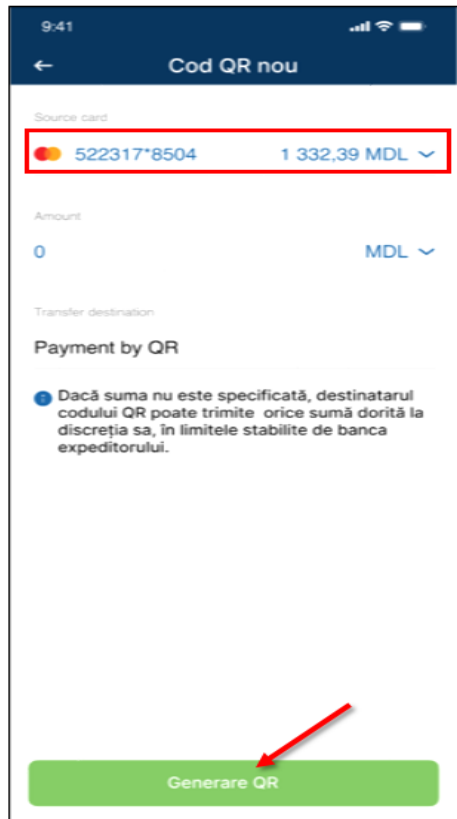 9:41
Cod QR nou
Source card
522317*8504 1 332,39 MDL
Amount
0 MDL
Transfer destination
Payment by QR
Dacă suma nu este specificată, destinatarul
codului QR poate trimite orice sumă dorită la
discreția sa, în limitele stabilite de banca
expeditorului.
Generare QR